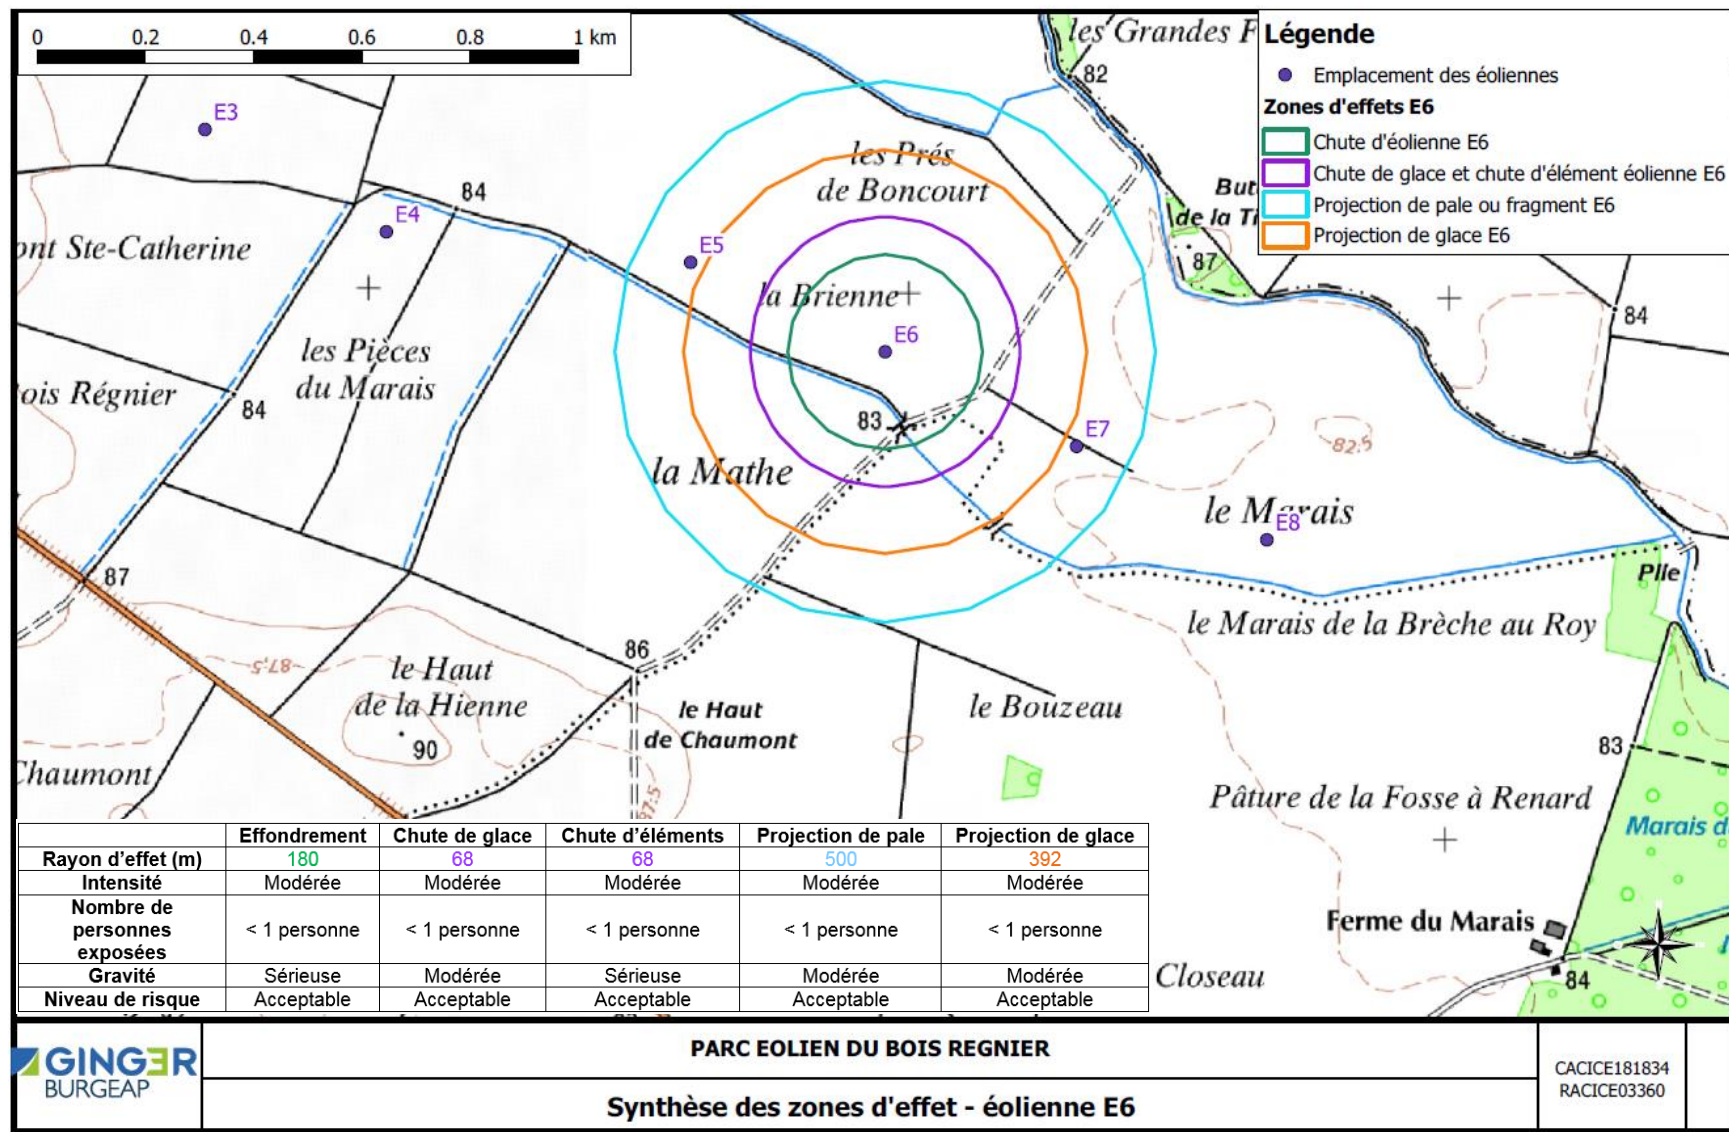 0 0.2 0.4 0.6 0.8 1 km
les Grandes F
Légende
Emplacement des éoliennes
Zones d'effets E6
Chute d'éolienne E6
Chute de glace et chute d'élément éolienne E6
Projection de pale ou fragment E6
Projection de glace E6
82
E3
les Prés
de Boncourt
84
E4
But
de la Ti
ont Ste-Catherine
E5
87
la Brienne
84
E6
les Pièces
du Marais
ois Régnier
84
83
E7
82.5
la Mathe
le Marais
E8
87
Plle
le Marais de la Brèche au Roy
86
87.5
le Haut
de la Hienne
le Haut
de Chaumont
le Bouzeau
90
83
Chaumont
87.5
Pâture de la Fosse à Renard
Marais d
Effondrement Chute de glace Chute d'éléments Projection de pale Projection de glace
Rayon d'effet (m) 180 68 68 500 392
Intensité Modérée Modérée Modérée Modérée Modérée
Nombre de
personnes
exposées
< 1 personne < 1 personne < 1 personne < 1 personne < 1 personne
Gravité Sérieuse Modérée Sérieuse Modérée Modérée
Niveau de risque Acceptable Acceptable Acceptable Acceptable Acceptable
Ferme du Marais
Closeau
84
GINGER
BURGEAP
PARC EOLIEN DU BOIS REGNIER
Synthèse des zones d'effet - éolienne E6
CACICE181834
RACICE03360